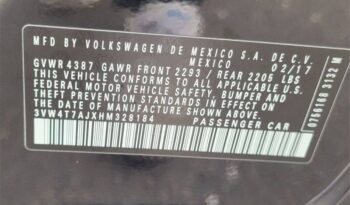 MFD BY VOLKSWAGEN DE MEXICO S.A. DE C.V.
MEXICO 02/17
GVWR4387 GAWR FRONT 2293 / REAR 2205 LBS
THIS VEHICLE CONFORMS TO ALL APPLICABLE
FEDERAL MOTOR VEHICLE SAFETY, BUMPER AND
THEFT PREVENTION STANDARDS IN EFFECT ON THE
DATE OF MANUFACTURE SHOWN ABOVE.
3VW4T7AJXHM328184 PASSENGER CAR